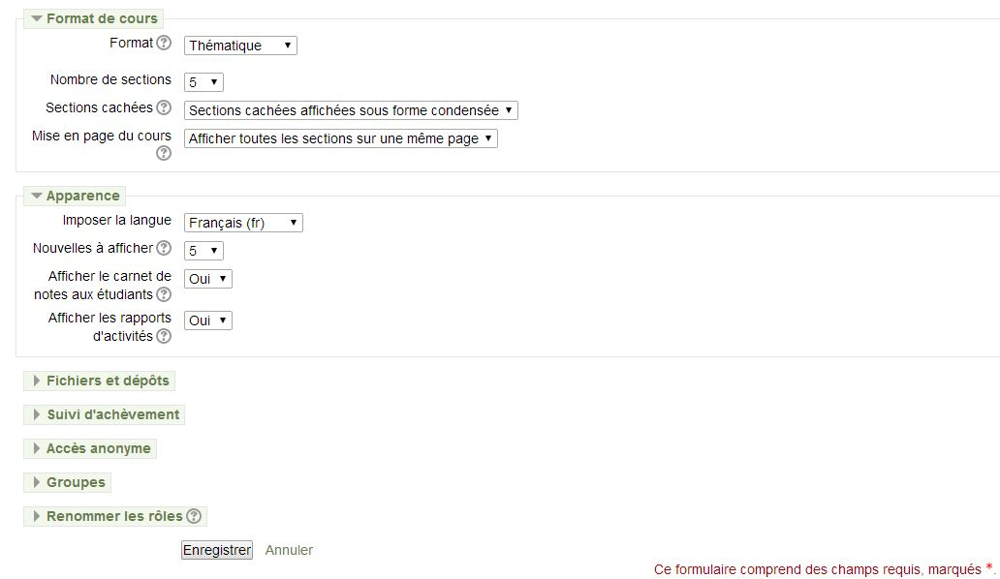 Format de cours
Format Thématique
Nombre de sections 5
Sections cachées Sections cachées affichées sous forme condensée
Mise en page du cours Afficher toutes les sections sur une même page
Apparence
Imposer la langue Français (fr)
Nouvelles à afficher 5
Afficher le carnet de
notes aux étudiants Oui
Afficher les rapports
d'activités Oui
Fichiers et dépôts
Suivi d'achèvement
Accès anonyme
Groupes
Renommer les rôles
Enregistrer Annuler
Ce formulaire comprend des champs requis, marqués *.